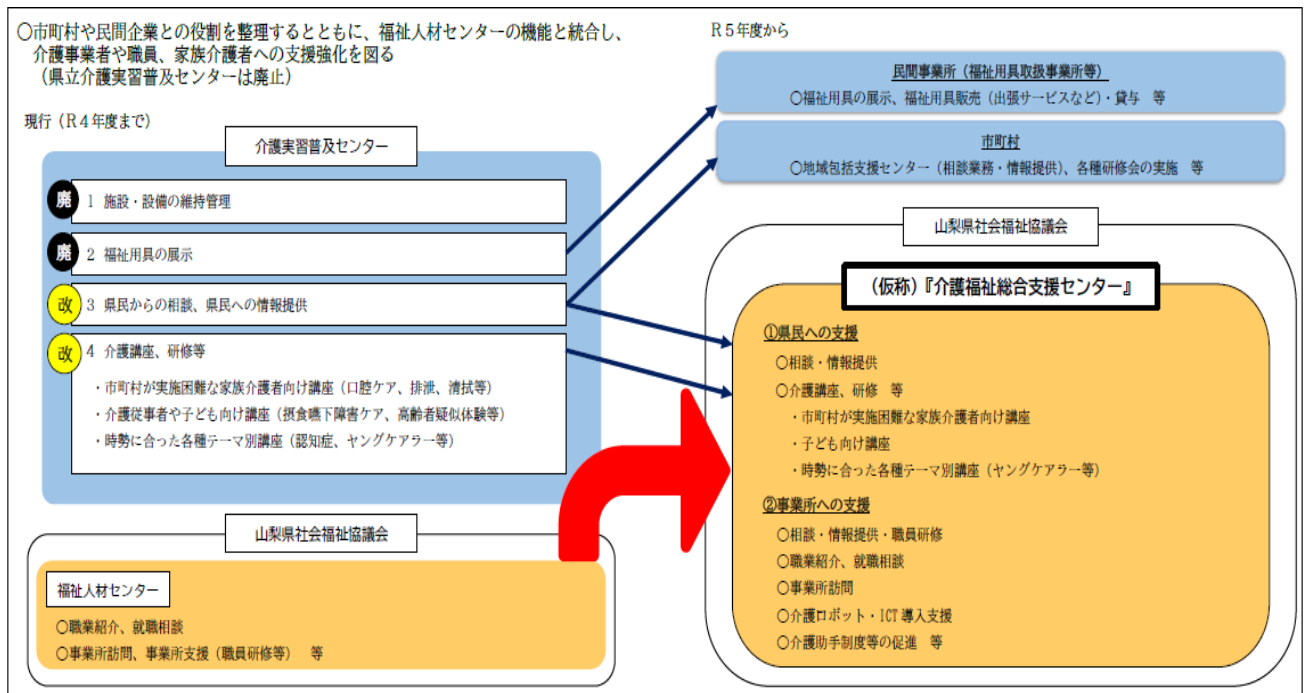 〇市町村や民間企業との役割を整理するとともに、福祉人材センターの機能と統合し、
介護事業者や職員、家族介護者への支援強化を図る
（県立介護実習普及センターは廃止）
現行（R４年度まで）
介護実習普及センター
廃 1 施設・設備の維持管理
廃 2 福祉用具の展示
改 3 県民からの相談、県民への情報提供
改 4 介護講座、研修等
・市町村が実施困難な家族介護者向け講座（口腔ケア、排泄、清拭等）
・介護従事者や子ども向け講座（摂食嚥下障害ケア、高齢者疑似体験等）
・時勢に合った各種テーマ別講座（認知症、ヤングケアラー等）
山梨県社会福祉協議会
福祉人材センター
〇職業紹介、就職相談
〇事業所訪問、事業所支援（職員研修等）　等
R５年度から
民間事業所（福祉用具取扱事業所等）
〇福祉用具の展示、福祉用具販売（出張サービスなど）・貸与　等
市町村
〇地域包括支援センター（相談業務・情報提供）、各種研修会の実施　等
山梨県社会福祉協議会
（仮称）『介護福祉総合支援センター』
①県民への支援
〇相談・情報提供
〇介護講座、研修　等
・市町村が実施困難な家族介護者向け講座
・子ども向け講座
・時勢に合った各種テーマ別講座（ヤングケアラー等）
②事業所への支援
〇相談・情報提供・職員研修
〇職業紹介、就職相談
〇事業所訪問
〇介護ロボット・ICT導入支援
〇介護助手制度等の促進　等